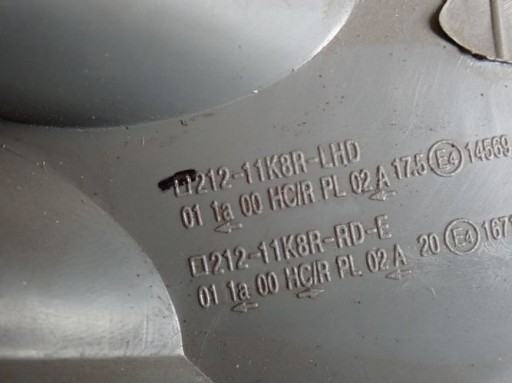 212-11K8R-LHD
01 1a 00 HC/R PL 02 A 17.5 E4 14569
212-11K8R-RD-E
01 1a 00 HC/R PL 02 A 20 E4